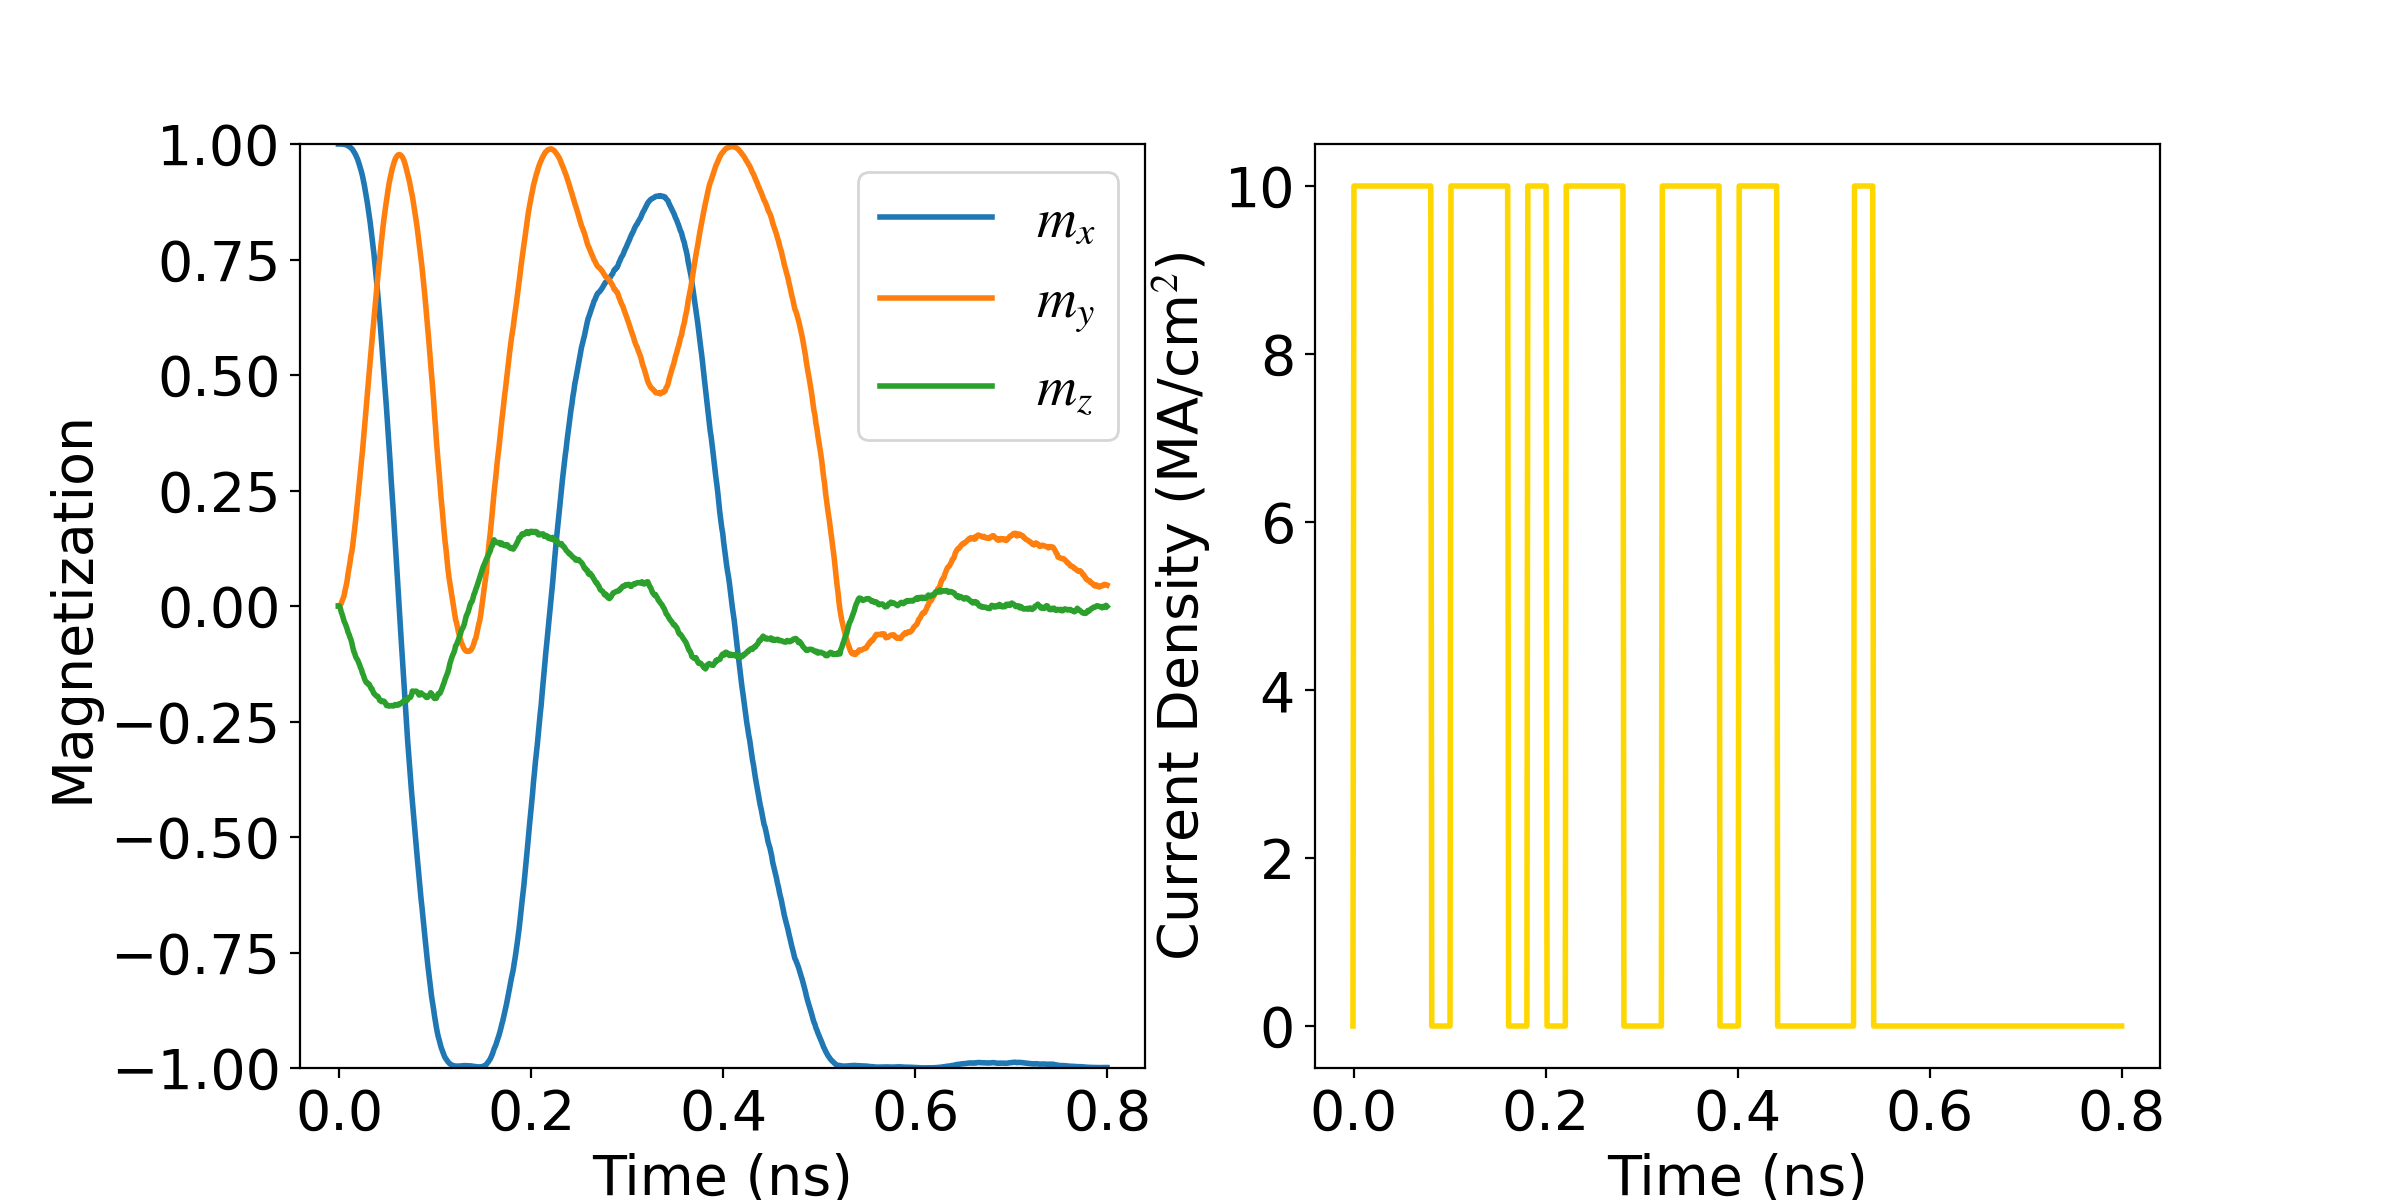 1.00
0.75
0.50
0.25
0.00
−0.25
−0.50
−0.75
−1.00
Magnetization
0.0 0.2 0.4 0.6 0.8
Time (ns)
m_x
m_y
m_z
10
8
6
4
2
0
Current Density (MA/cm²)
0.0 0.2 0.4 0.6 0.8
Time (ns)